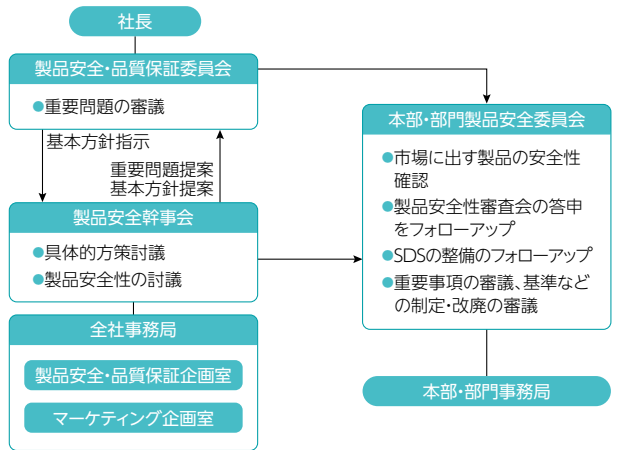 社長
製品安全・品質保証委員会
●重要問題の審議
基本方針指示
重要問題提案
基本方針提案
製品安全幹事会
●具体的方策討議
●製品安全性の討議
全社事務局
製品安全・品質保証企画室
マーケティング企画室
本部・部門製品安全委員会
●市場に出す製品の安全性
確認
●製品安全性審査会の答申
をフォローアップ
●SDSの整備のフォローアップ
●重要事項の審議、基準など
の制定・改廃の審議
本部・部門事務局